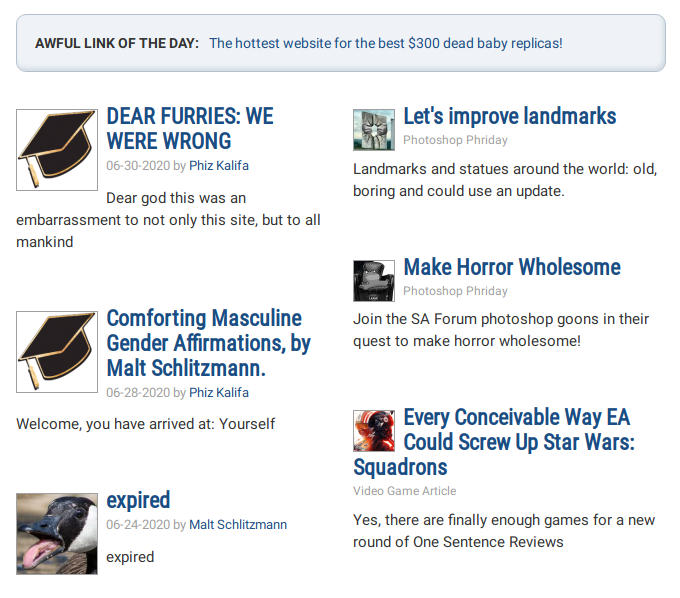 AWFUL LINK OF THE DAY: The hottest website for the best $300 dead baby replicas!
DEAR FURRIES: WE
WERE WRONG
06-30-2020 by Phiz Kalifa
Dear god this was an
embarrassment to not only this site, but to all
mankind
Comforting Masculine
Gender Affirmations, by
Malt Schlitzmann.
06-28-2020 by Phiz Kalifa
Welcome, you have arrived at: Yourself
expired
06-24-2020 by Malt Schlitzmann
expired
Let's improve landmarks
Photoshop Phriday
Landmarks and statues around the world: old,
boring and could use an update.
Make Horror Wholesome
Photoshop Phriday
Join the SA Forum photoshop goons in their
quest to make horror wholesome!
Every Conceivable Way EA
Could Screw Up Star Wars:
Squadrons
Video Game Article
Yes, there are finally enough games for a new
round of One Sentence Reviews